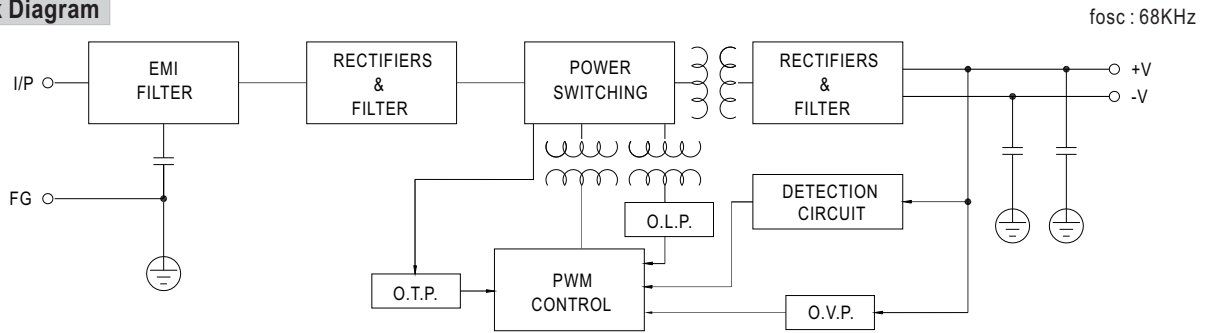 Diagram
fosc : 68KHz
I/P
EMI
FILTER
RECTIFIERS
&
FILTER
POWER
SWITCHING
RECTIFIERS
&
FILTER
+V
-V
FG
DETECTION
CIRCUIT
O.L.P.
O.T.P.
PWM
CONTROL
O.V.P.